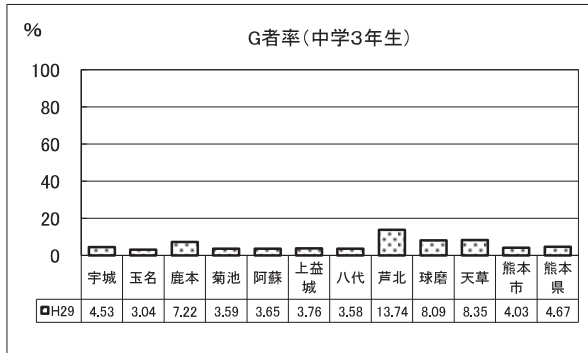 %
G者率(中学3年生)
100
80
60
40
20
0
宇城 玉名 鹿本 菊池 阿蘇 上益城 八代 芦北 球磨 天草 熊本市 熊本県
H29 4.53 3.04 7.22 3.59 3.65 3.76 3.58 13.74 8.09 8.35 4.03 4.67